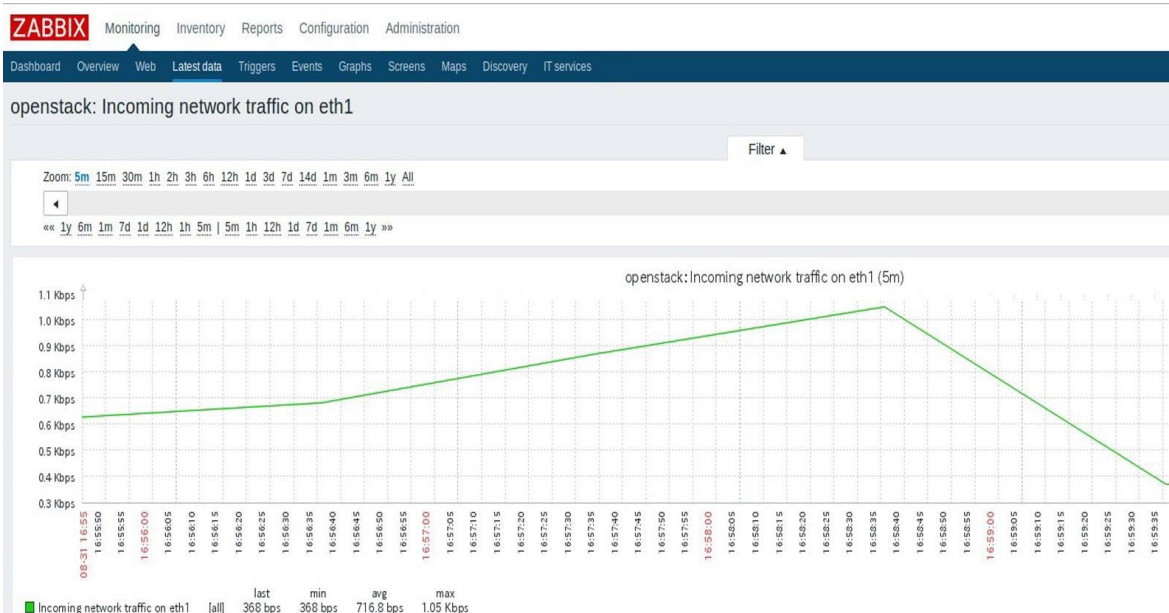 ZABBIX Monitoring Inventory Reports Configuration Administration
Dashboard Overview Web Latest data Triggers Events Graphs Screens Maps Discovery IT services
openstack: Incoming network traffic on eth1
Filter ▲
Zoom: 5m 15m 30m 1h 2h 3h 6h 12h 1d 3d 7d 14d 1m 3m 6m 1y All
«« 1y 6m 1m 7d 1d 12h 1h 5m | 5m 1h 12h 1d 7d 1m 6m 1y »»
openstack: Incoming network traffic on eth1 (5m)
1.1 Kbps
1.0 Kbps
0.9 Kbps
0.8 Kbps
0.7 Kbps
0.6 Kbps
0.5 Kbps
0.4 Kbps
0.3 Kbps
08-31 16:55
16:55:50
16:55:55
16:56:00
16:56:05
16:56:10
16:56:15
16:56:20
16:56:25
16:56:30
16:56:35
16:56:40
16:56:45
16:56:50
16:56:55
16:57:00
16:57:05
16:57:10
16:57:15
16:57:20
16:57:25
16:57:30
16:57:35
16:57:40
16:57:45
16:57:50
16:57:55
16:58:00
16:58:05
16:58:10
16:58:15
16:58:20
16:58:25
16:58:30
16:58:35
16:58:40
16:58:45
16:58:50
16:58:55
16:59:00
16:59:05
16:59:10
16:59:15
16:59:20
16:59:25
16:59:30
16:59:35
last min avg max
Incoming network traffic on eth1 [all] 368 bps 368 bps 716.8 bps 1.05 Kbps